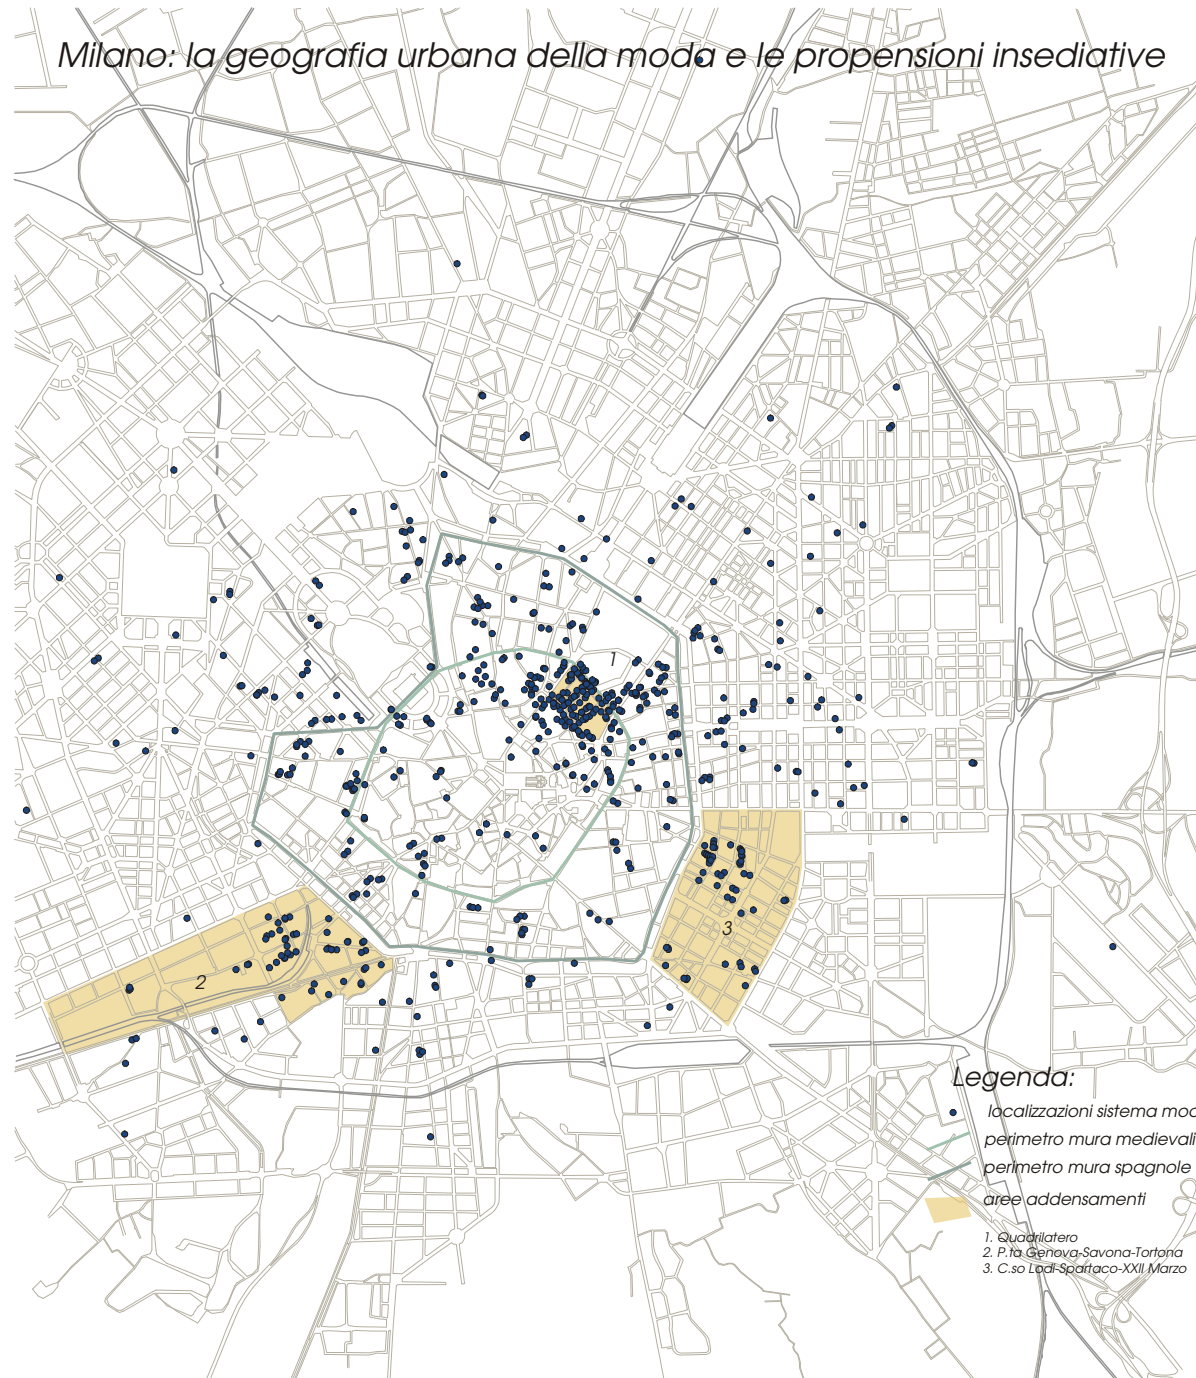 Milano: la geografia urbana della moda e le propensioni insediative
1
2
3
Legenda:
localizzazioni sistema mod
perimetro mura medievali
perimetro mura spagnole
aree addensamenti
1. Quadrilatero
2. P.ta Genova-Savona-Tortona
3. C.so Lodi-Spartaco-XXII Marzo